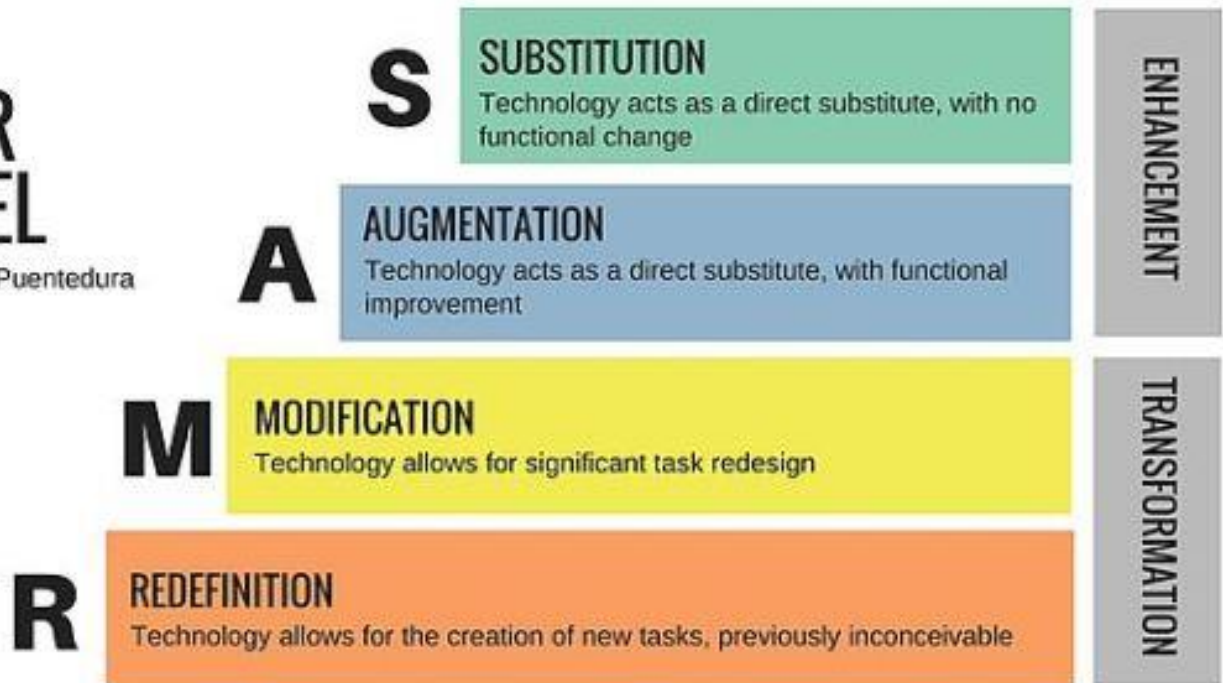 R
EL
Puentedura
S
SUBSTITUTION
Technology acts as a direct substitute, with no
functional change
A
AUGMENTATION
Technology acts as a direct substitute, with functional
improvement
M
MODIFICATION
Technology allows for significant task redesign
R
REDEFINITION
Technology allows for the creation of new tasks, previously inconceivable
ENHANCEMENT
TRANSFORMATION